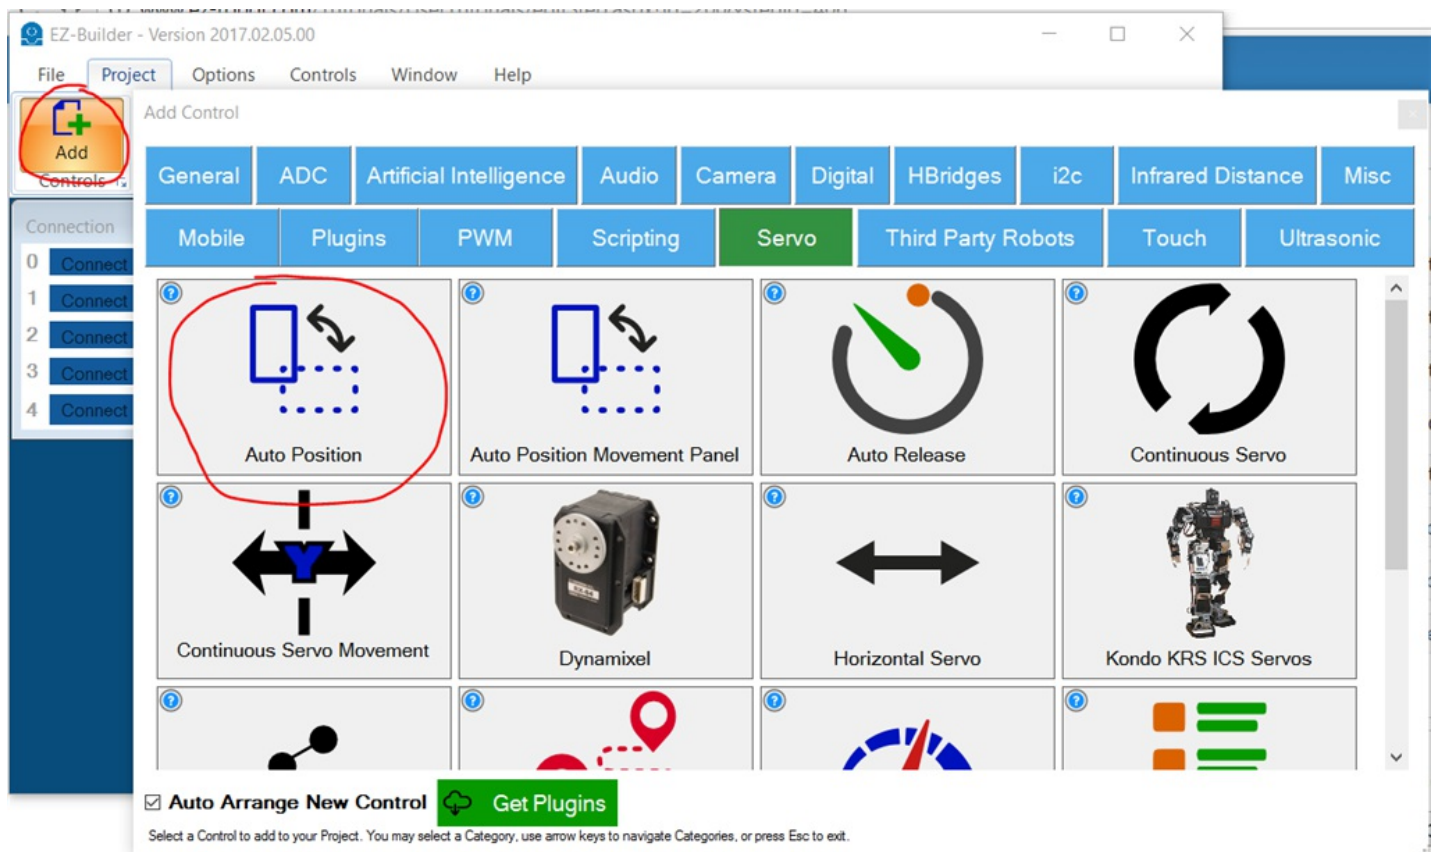 EZ-Builder - Version 2017.02.05.00
File Project Options Controls Window Help
Add
Controls
Add Control
General ADC Artificial Intelligence Audio Camera Digital HBridges i2c Infrared Distance Misc
Mobile Plugins PWM Scripting Servo Third Party Robots Touch Ultrasonic
Connection
0 Connect
1 Connect
2 Connect
3 Connect
4 Connect
Auto Position Auto Position Movement Panel Auto Release Continuous Servo
Y
Continuous Servo Movement Dynamixel Horizontal Servo Kondo KRS ICS Servos
Auto Arrange New Control Get Plugins
Select a Control to add to your Project. You may select a Category, use arrow keys to navigate Categories, or press Esc to exit.